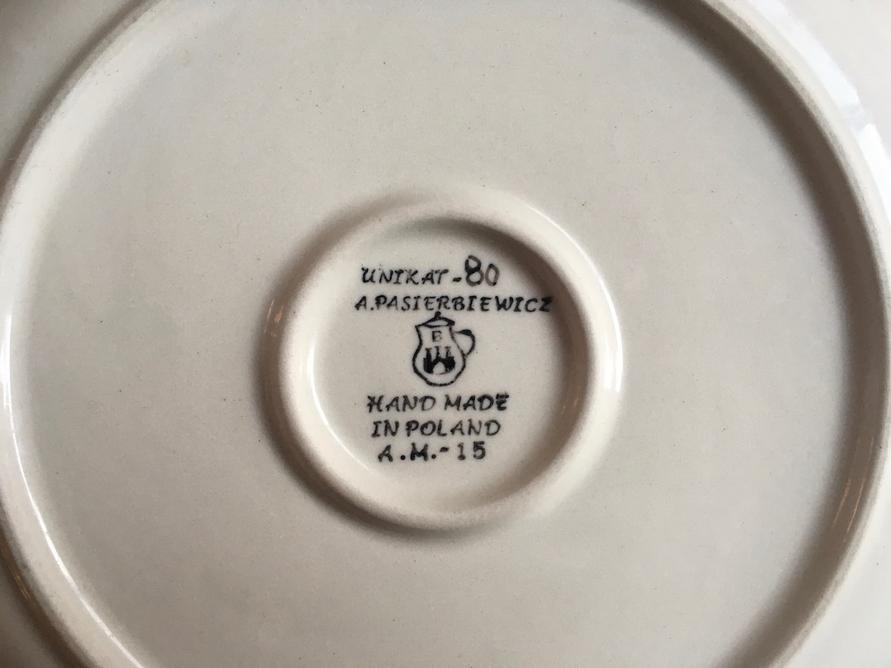 UNIKAT-80
A.PASIERBIEWICZ
B
HAND MADE
IN POLAND
A.M.-15